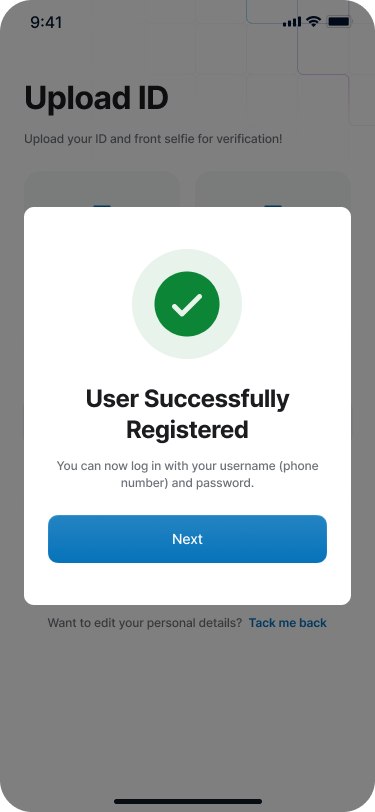 9:41
Upload ID
Upload your ID and front selfie for verification!
User Successfully
Registered
You can now log in with your username (phone
number) and password.
Next
Want to edit your personal details? Tack me back